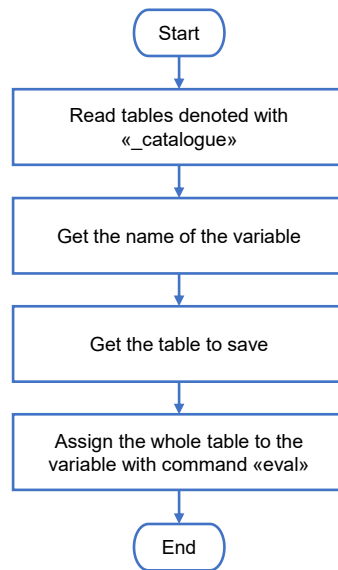 Start
Read tables denoted with
«_catalogue»
Get the name of the variable
Get the table to save
Assign the whole table to the
variable with command «eval»
End